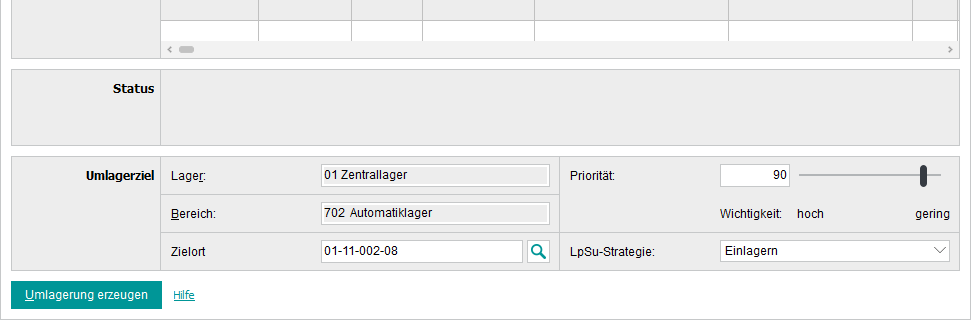 Status
Umlagerziel
Lager:
01 Zentrallager
Priorität:
90
Bereich:
702 Automatiklager
Wichtigkeit: hoch gering
Zielort
01-11-002-08
LpSu-Strategie:
Einlagern
Umlagerung erzeugen
Hilfe